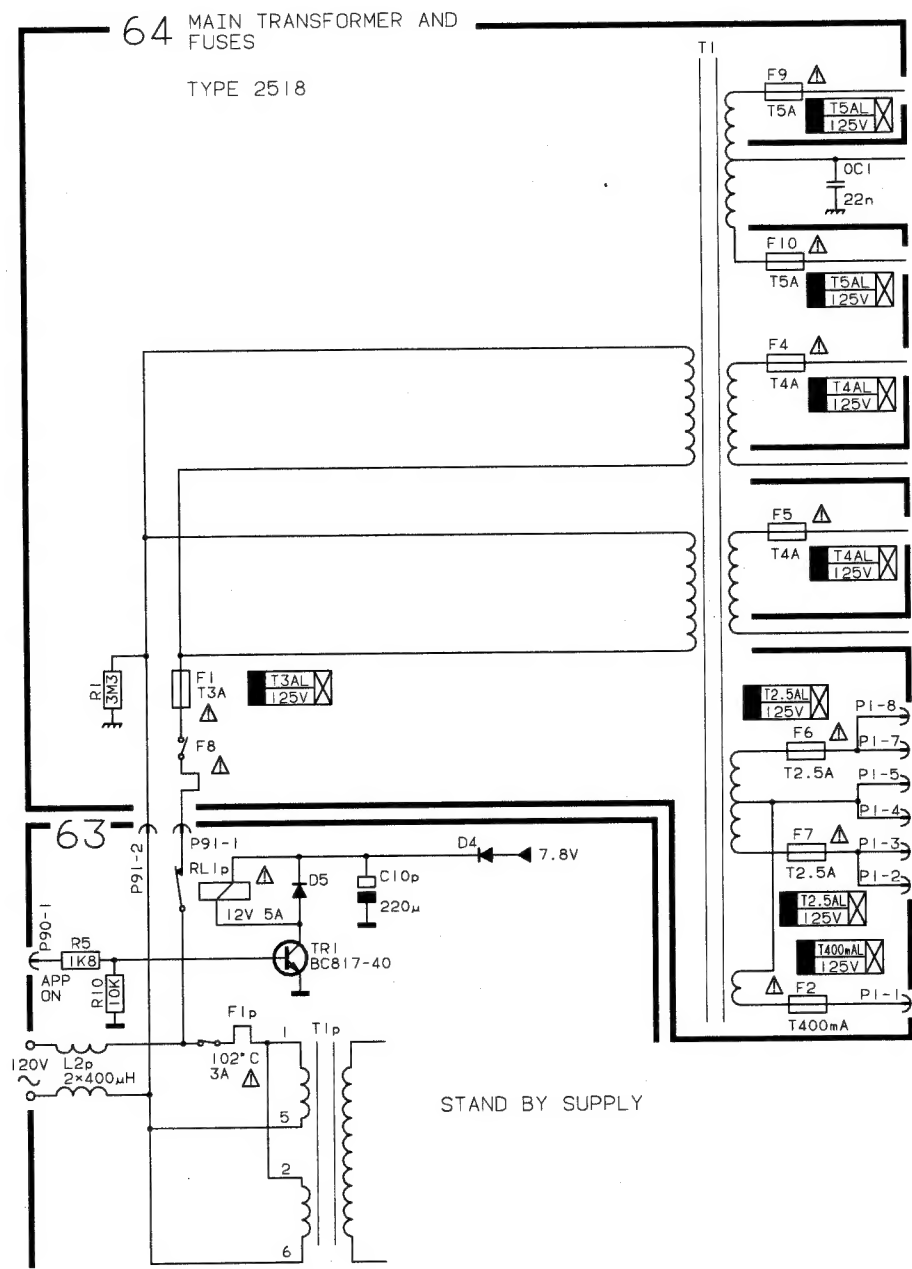 64 MAIN TRANSFORMER AND
FUSES
TYPE 2518
T1
F9
T5A
T5AL
125V
0C1
22n
F10
T5A
T5AL
125V
F4
T4A
T4AL
125V
F5
T4A
T4AL
125V
R1
3M3
F1
T3A
T3AL
125V
F8
T2.5AL
125V
P1-8
F6
P1-7
T2.5A
P1-5
P1-4
F7
P1-3
T2.5A
P1-2
T2.5AL
125V
T400mAL
125V
F2
P1-1
T400mA
63
P91-2
P91-1
RL1p
12V 5A
D5
D4
7.8V
C10p
220µ
P90-1
R5
1K8
APP
ON
R10
10K
TR1
BC817-40
F1p
1
T1p
120V
~
L2p
2×400µH
102°C
3A
5
2
6
STAND BY SUPPLY